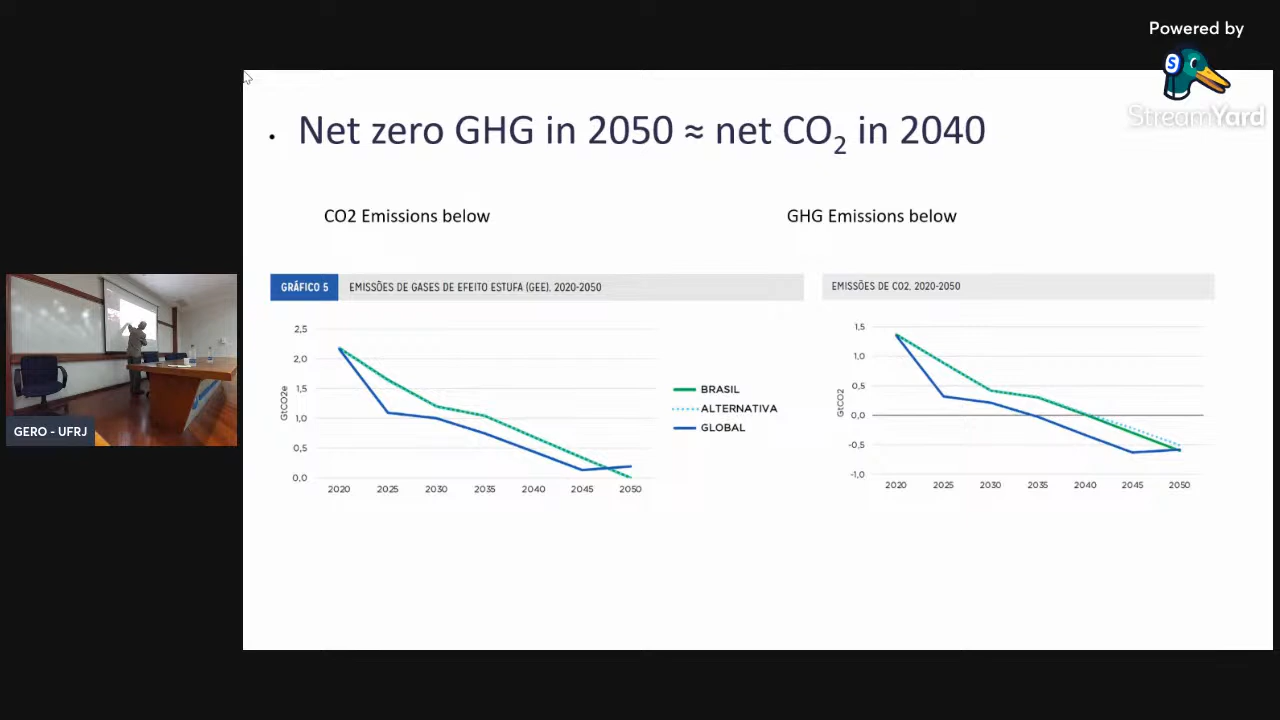 Powered by
StreamYard
• Net zero GHG in 2050 ≈ net CO₂ in 2040
CO2 Emissions below
GHG Emissions below
GRÁFICO 5 EMISSÕES DE GASES DE EFEITO ESTUFA (GEE), 2020-2050
2,5
2,0
1,5
1,0
0,5
0,0
GtCO2e
2020 2025 2030 2035 2040 2045 2050
BRASIL
ALTERNATIVA
GLOBAL
EMISSÕES DE CO2, 2020-2050
1,5
1,0
0,5
0,0
-0,5
-1,0
GtCO2
2020 2025 2030 2035 2040 2045 2050
GERO - UFRJ